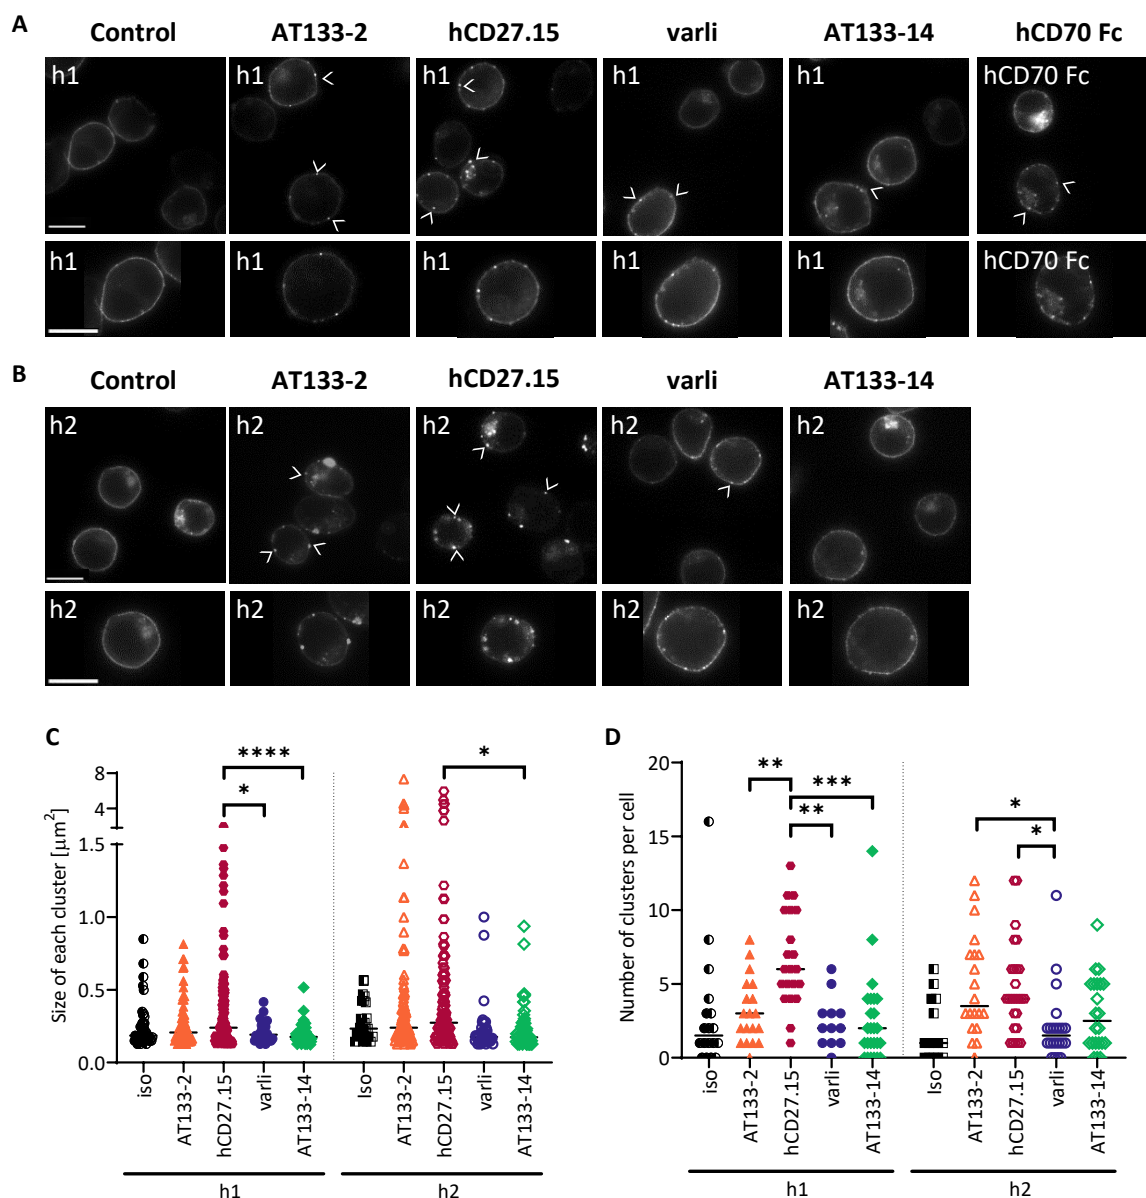 A
Control AT133-2 hCD27.15 varli AT133-14 hCD70 Fc
h1 h1 h1 h1 h1 hCD70 Fc
h1 h1 h1 h1 h1 hCD70 Fc
B
Control AT133-2 hCD27.15 varli AT133-14
h2 h2 h2 h2 h2
h2 h2 h2 h2 h2
C
Size of each cluster [µm²]
8
4
1.5
1.0
0.5
0.0
**** * *
iso AT133-2 hCD27.15 varli AT133-14 Iso AT133-2 hCD27.15 varli AT133-14
h1 h2
D
Number of clusters per cell
20
15
10
5
0
** *** ** * *
iso AT133-2 hCD27.15 varli AT133-14 Iso AT133-2 hCD27.15 varli AT133-14
h1 h2